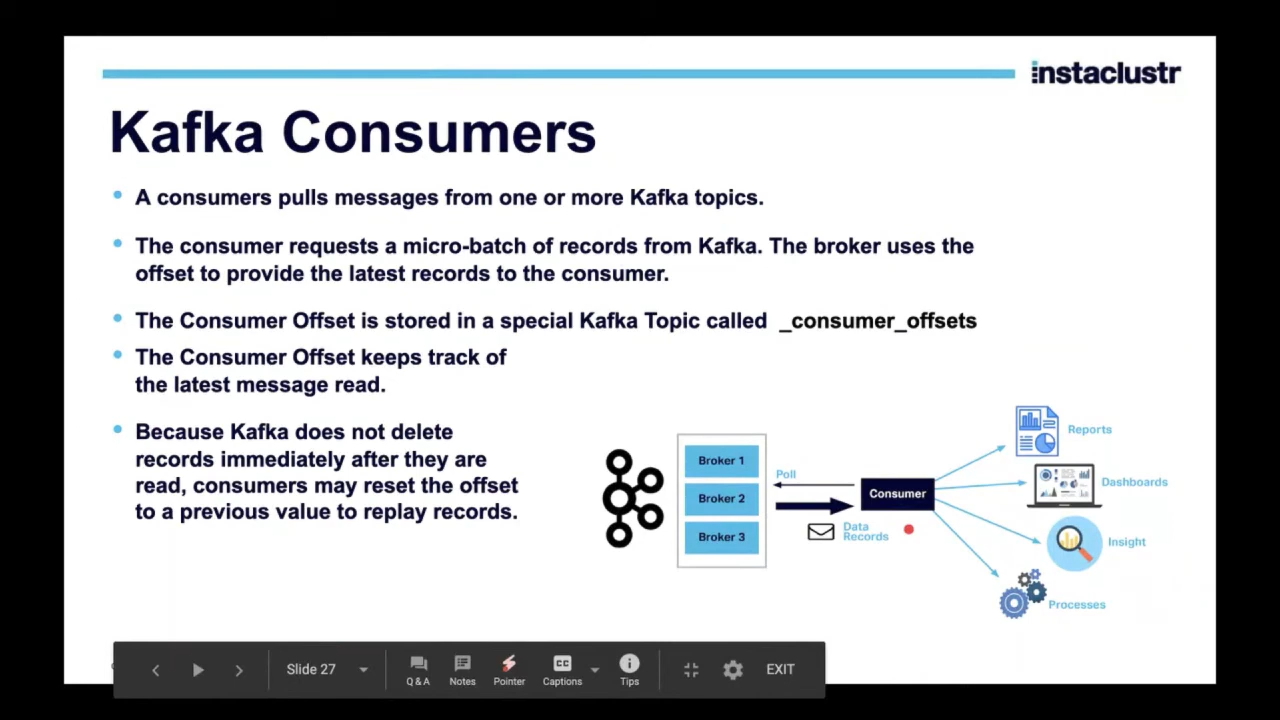 instaclustr
Kafka Consumers
A consumers pulls messages from one or more Kafka topics.
The consumer requests a micro-batch of records from Kafka. The broker uses the
offset to provide the latest records to the consumer.
The Consumer Offset is stored in a special Kafka Topic called _consumer_offsets
The Consumer Offset keeps track of
the latest message read.
Because Kafka does not delete
records immediately after they are
read, consumers may reset the offset
to a previous value to replay records.
Broker 1
Broker 2
Broker 3
Poll
Data
Records
Consumer
Reports
Dashboards
Insight
Processes
Slide 27
Q & A
Notes
Pointer
CC
Captions
Tips
EXIT